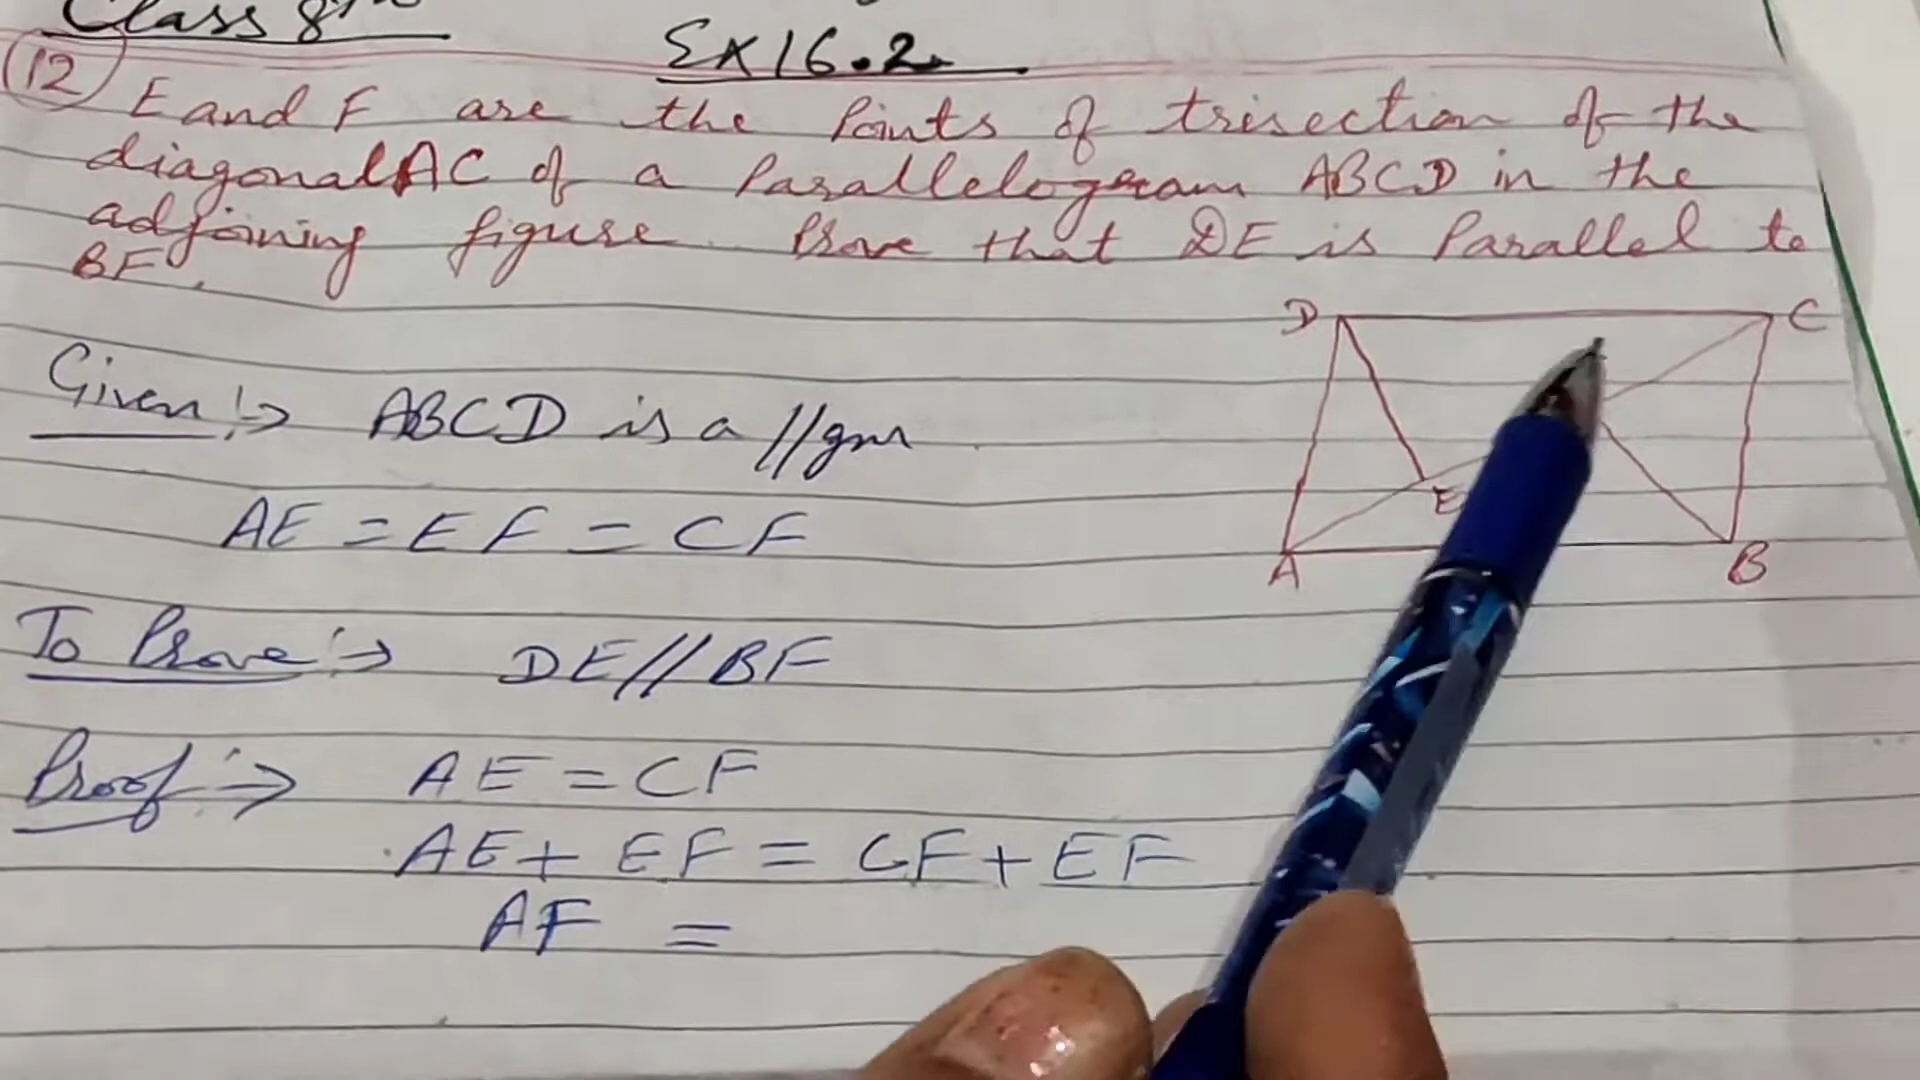 Class 8th
Ex 16.2
12 E and F are the Points of trisection of the
diagonal AC of a Parallelogram ABCD in the
adjoining figure. Prove that DE is Parallel to
BF.
D C
E
A B
Given :→ ABCD is a //gm
AE = EF = CF
To Prove :→ DE//BF
Proof :→ AE = CF
AE + EF = CF + EF
AF =